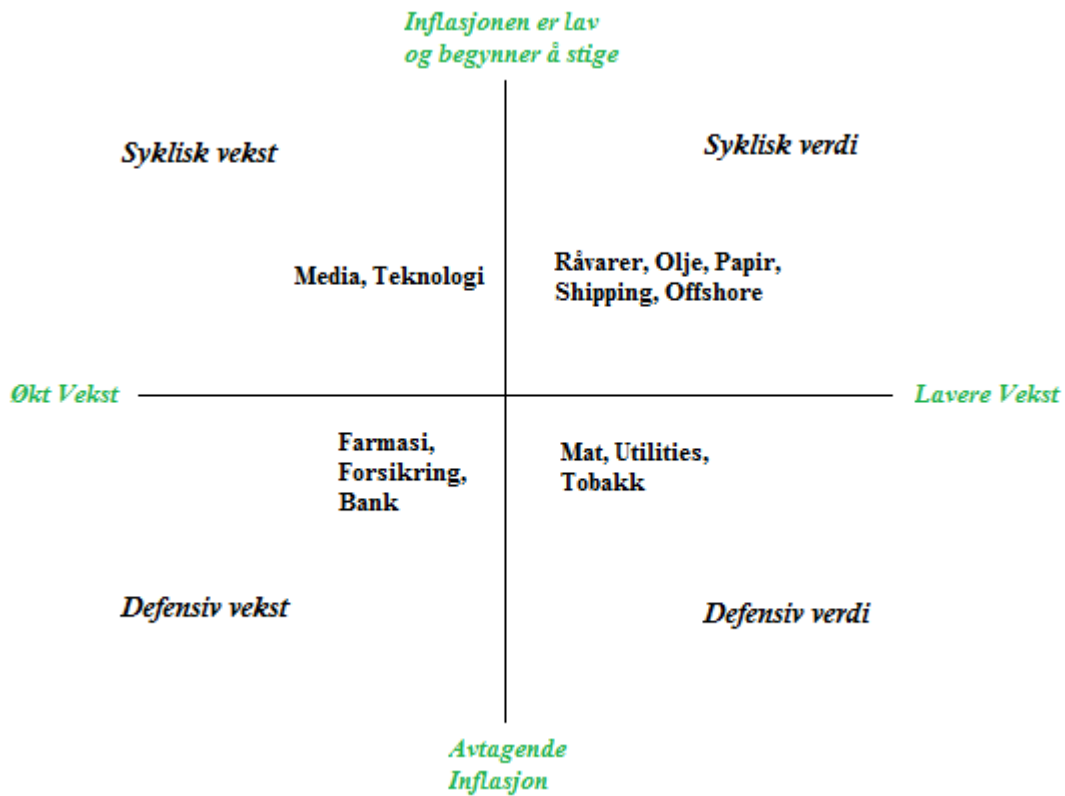 Inflasjonen er lav
og begynner å stige
Syklisk vekst
Syklisk verdi
Media, Teknologi
Råvarer, Olje, Papir,
Shipping, Offshore
Økt Vekst
Lavere Vekst
Farmasi,
Forsikring,
Bank
Mat, Utilities,
Tobakk
Defensiv vekst
Defensiv verdi
Avtagende
Inflasjon